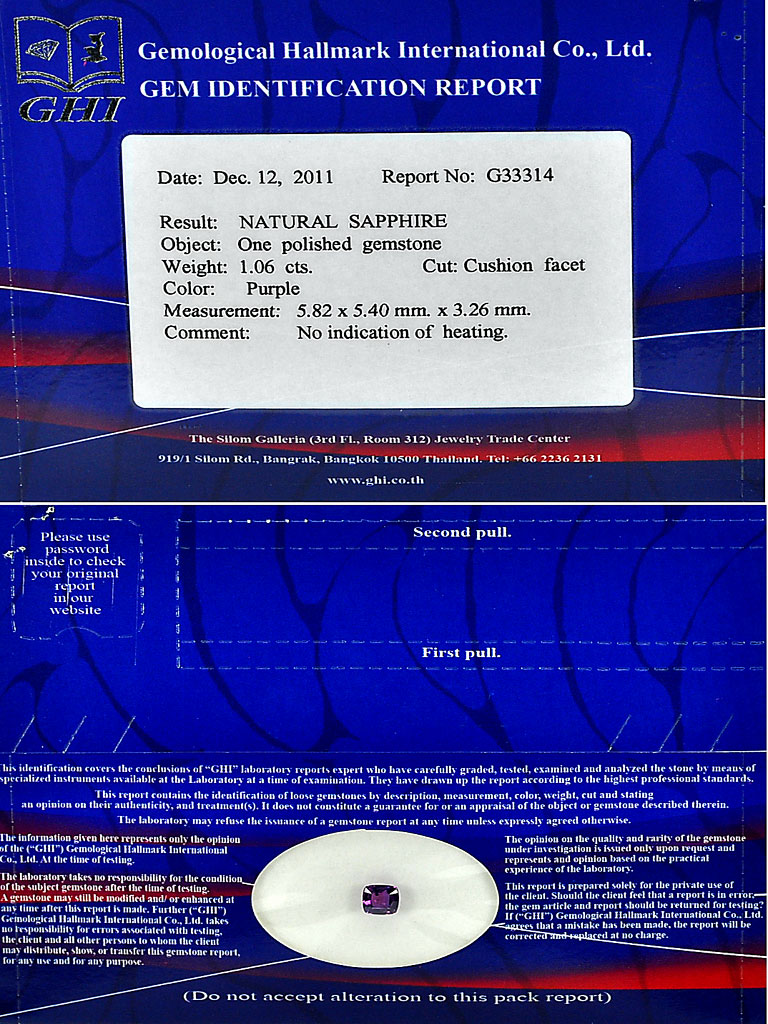 GHI
Gemological Hallmark International Co., Ltd.
GEM IDENTIFICATION REPORT
Date: Dec. 12, 2011 Report No: G33314
Result: NATURAL SAPPHIRE
Object: One polished gemstone
Weight: 1.06 cts. Cut: Cushion facet
Color: Purple
Measurement: 5.82 x 5.40 mm. x 3.26 mm.
Comment: No indication of heating.
The Silom Galleria (3rd Fl., Room 312) Jewelry Trade Center
919/1 Silom Rd., Bangrak, Bangkok 10500 Thailand. Tel: +66 2236 2131
www.ghi.co.th
Please use
password
inside to check
your original
report
in our
website
Second pull.
First pull.
This identification covers the conclusions of “GHI” laboratory reports expert who have carefully graded, tested, examined and analyzed the stone by means of
specialized instruments available at the Laboratory at a time of examination. They have drawn up the report according to the highest professional standards.
This report contains the identification of loose gemstones by description, measurement, color, weight, cut and stating
an opinion on their authenticity, and treatment(s). It does not constitute a guarantee for or an appraisal of the object or gemstone described therein.
The laboratory may refuse the issuance of a gemstone report at any time unless expressly agreed otherwise.
The information given here represents only the opinion
of the (“GHI”) Gemological Hallmark International
Co., Ltd. At the time of testing.
The laboratory takes no responsibility for the condition
of the subject gemstone after the time of testing.
A gemstone may still be modified and/ or enhanced at
any time after this report is made. Further (“GHI”)
Gemological Hallmark International Co., Ltd. takes
no responsibility for errors associated with testing,
the client and all other persons to whom the client
may distribute, show, or transfer this gemstone report,
for any use and for any purpose.
The opinion on the quality and rarity of the gemstone
under investigation is issued only upon request and
represents and opinion based on the practical
experience of the laboratory.
This report is prepared solely for the private use of
the client. Should the client feel that a report is in error,
the gem article and report should be returned for testing?
If (“GHI”) Gemological Hallmark International Co., Ltd.
agrees that a mistake has been made, the report will be
corrected and replaced at no charge.
(Do not accept alteration to this pack report)